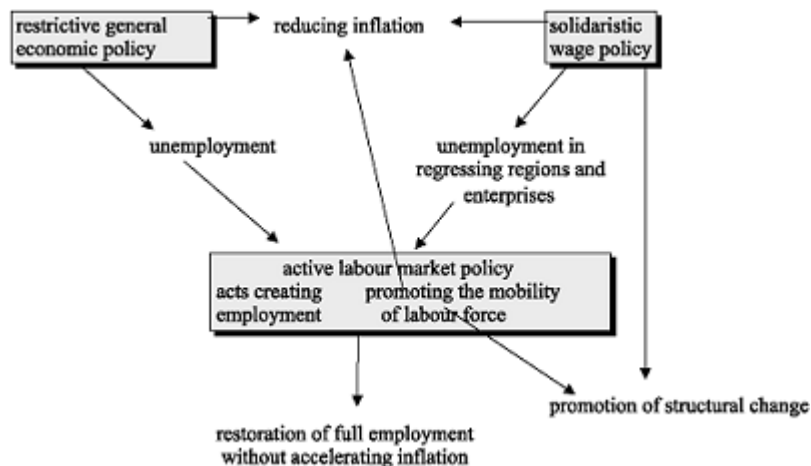 restrictive general
economic policy
reducing inflation
solidaristic
wage policy
unemployment
unemployment in
regressing regions and
enterprises
active labour market policy
acts creating promoting the mobility
employment of labour force
promotion of structural change
restoration of full employment
without accelerating inflation